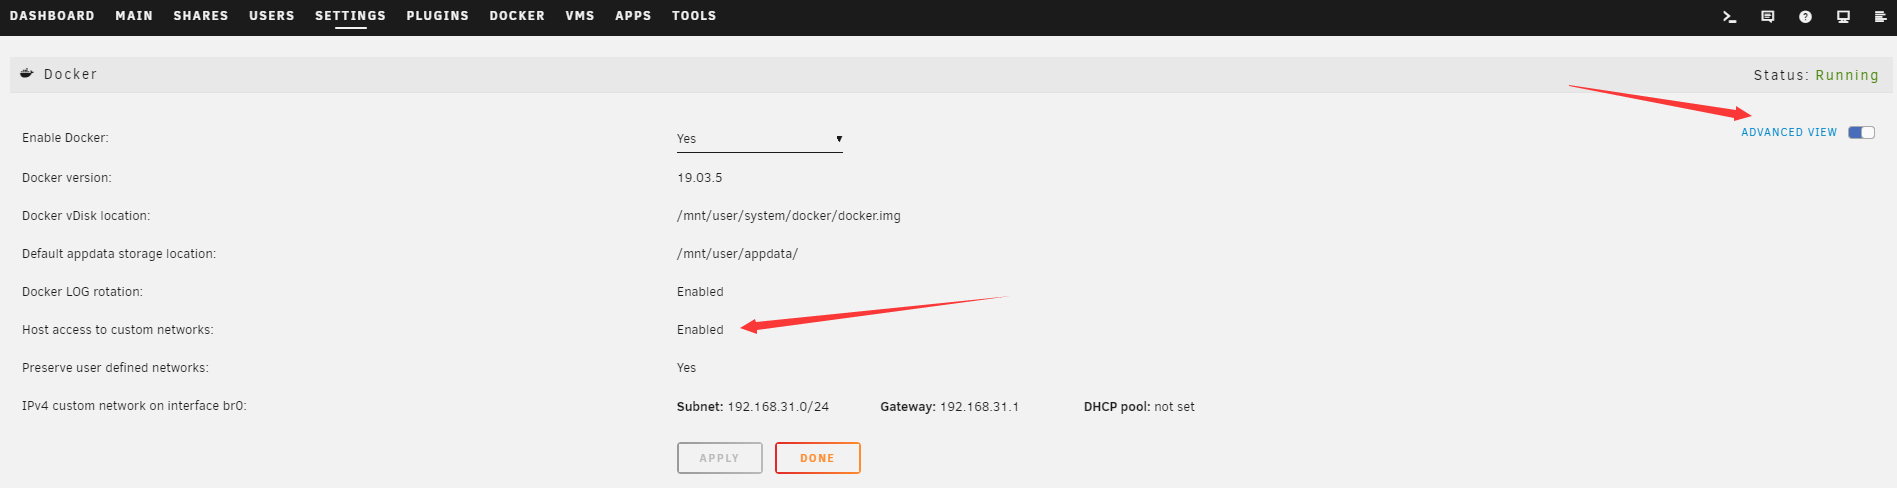 DASHBOARD MAIN SHARES USERS SETTINGS PLUGINS DOCKER VMS APPS TOOLS
Docker Status: Running
ADVANCED VIEW
Enable Docker: Yes
Docker version: 19.03.5
Docker vDisk location: /mnt/user/system/docker/docker.img
Default appdata storage location: /mnt/user/appdata/
Docker LOG rotation: Enabled
Host access to custom networks: Enabled
Preserve user defined networks: Yes
IPv4 custom network on interface br0: Subnet: 192.168.31.0/24 Gateway: 192.168.31.1 DHCP pool: not set
APPLY DONE